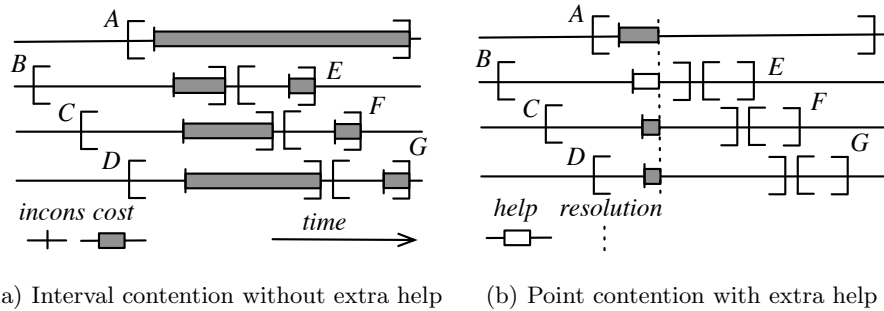 A
B
E
C
F
D
G
incons cost
time
A
B
E
C
F
D
G
help
resolution
a) Interval contention without extra help
(b) Point contention with extra help